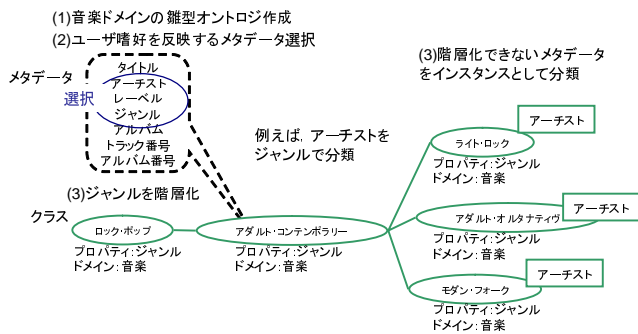 (1)音楽ドメインの雛型オントロジ作成
(2)ユーザ嗜好を反映するメタデータ選択
メタデータ
選択
タイトル
アーチスト
レーベル
ジャンル
アルバム
トラック番号
アルバム番号
(3)階層化できないメタデータ
をインスタンスとして分類
例えば, アーチストを
ジャンルで分類
(3)ジャンルを階層化
クラス
ロック・ポップ
プロパティ:ジャンル
ドメイン:音楽
アダルト・コンテンポラリー
プロパティ:ジャンル
ドメイン:音楽
アーチスト
ライト・ロック
プロパティ:ジャンル
ドメイン:音楽
アーチスト
アダルト・オルタナティヴ
プロパティ:ジャンル
ドメイン:音楽
アーチスト
モダン・フォーク
プロパティ:ジャンル
ドメイン:音楽